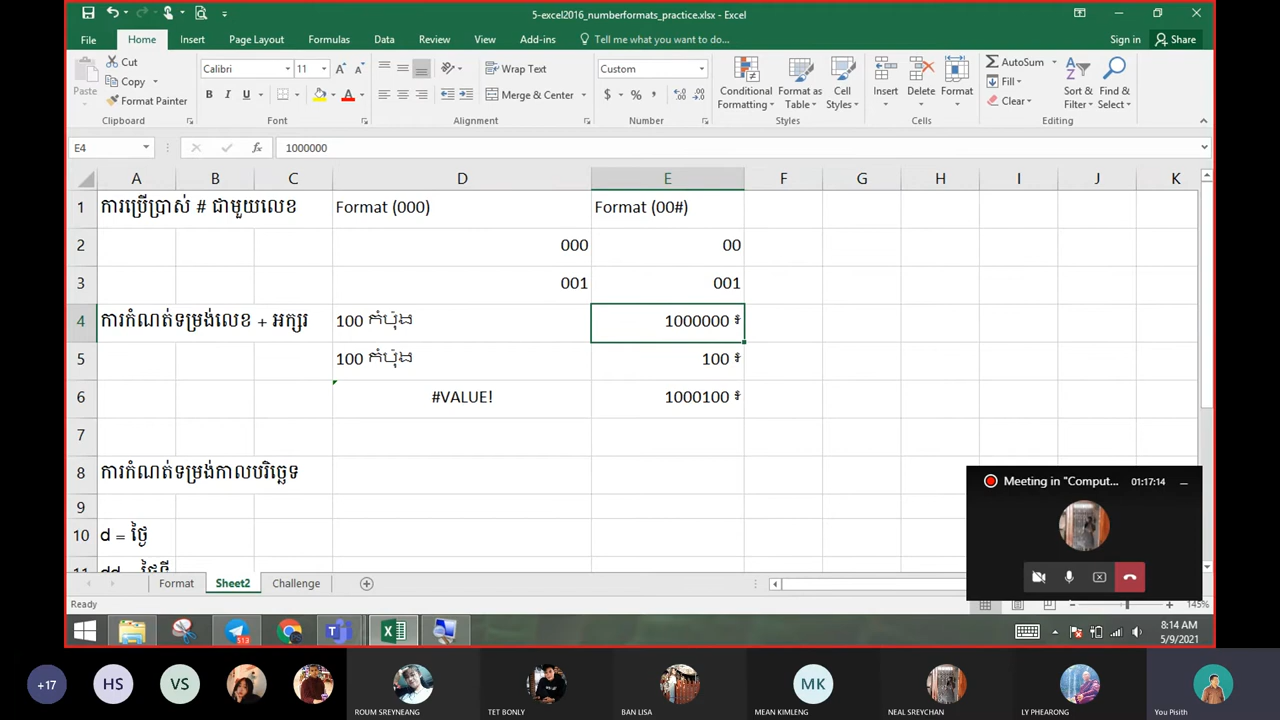 5-excel2016_numberformats_practice.xlsx - Excel
File Home Insert Page Layout Formulas Data Review View Add-ins Tell me what you want to do... Sign in Share
Cut
Copy
Format Painter
Paste
Calibri 11
B I U A
Wrap Text
Merge & Center
Custom
$ % ,
Conditional Formatting
Format as Table
Cell Styles
Insert
Delete
Format
AutoSum
Fill
Clear
Sort & Filter
Find & Select
Clipboard Font Alignment Number Styles Cells Editing
E4 fx 1000000
A B C D E F G H I J K
1 ការប្រើប្រាស់ # ជាមួយលេខ Format (000) Format (00#)
2 000 00
3 001 001
4 ការកំណត់ទម្រង់លេខ + អក្សរ 100 កំប៉ុង 1000000 ៛
5 100 កំប៉ុង 100 ៛
6 #VALUE! 1000100 ៛
7
8 ការកំណត់ទម្រង់កាលបរិច្ឆេទ
9
10 d = ថ្ងៃ
11 dd = ថ្ងៃទី
Meeting in "Comput... 01:17:14
Format Sheet2 Challenge
Ready 145%
513
8:14 AM
5/9/2021
+17 HS VS ROUM SREYNEANG TET BONLY BAN LISA MK MEAN KIMLENG NEAL SREYCHAN LY PHEARONG You Pisith